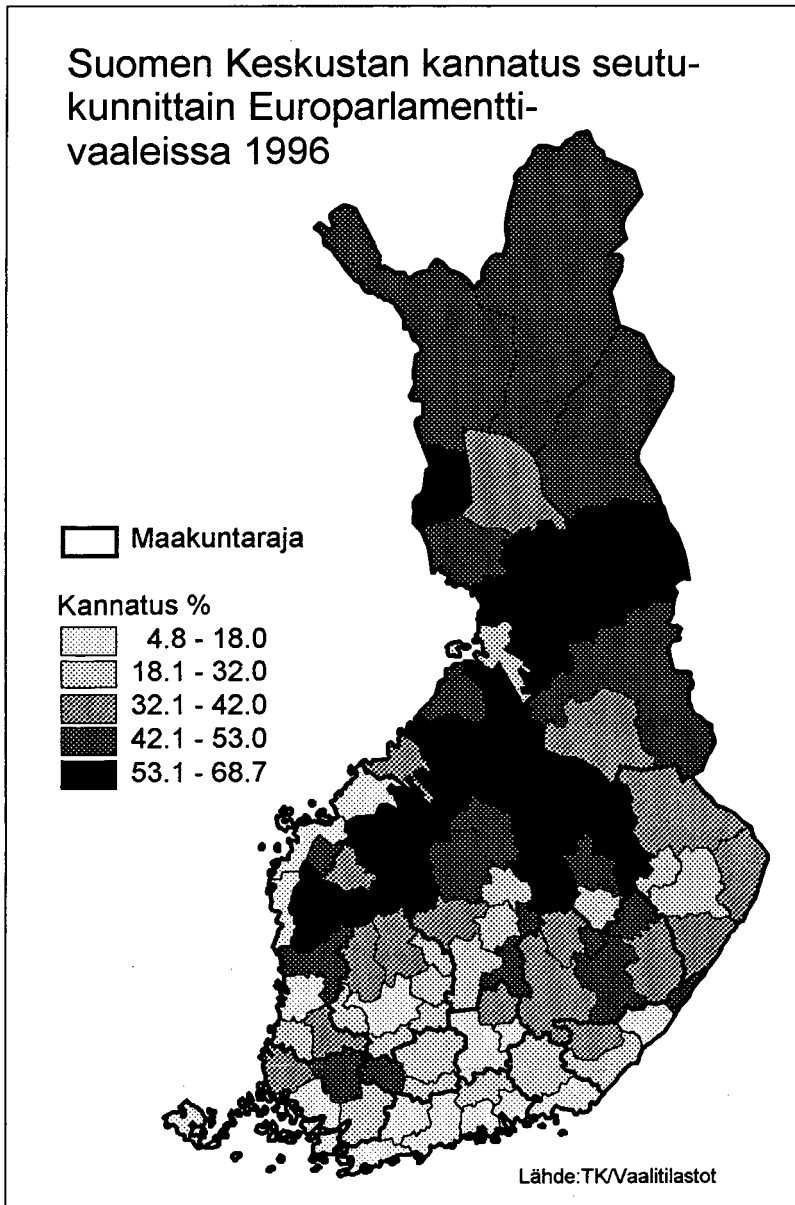 Suomen Keskustan kannatus seutu-
kunnittain Europarlamentti-
vaaleissa 1996
Maakuntaraja
Kannatus %
4.8 - 18.0
18.1 - 32.0
32.1 - 42.0
42.1 - 53.0
53.1 - 68.7
Lähde:TK/Vaalitilastot